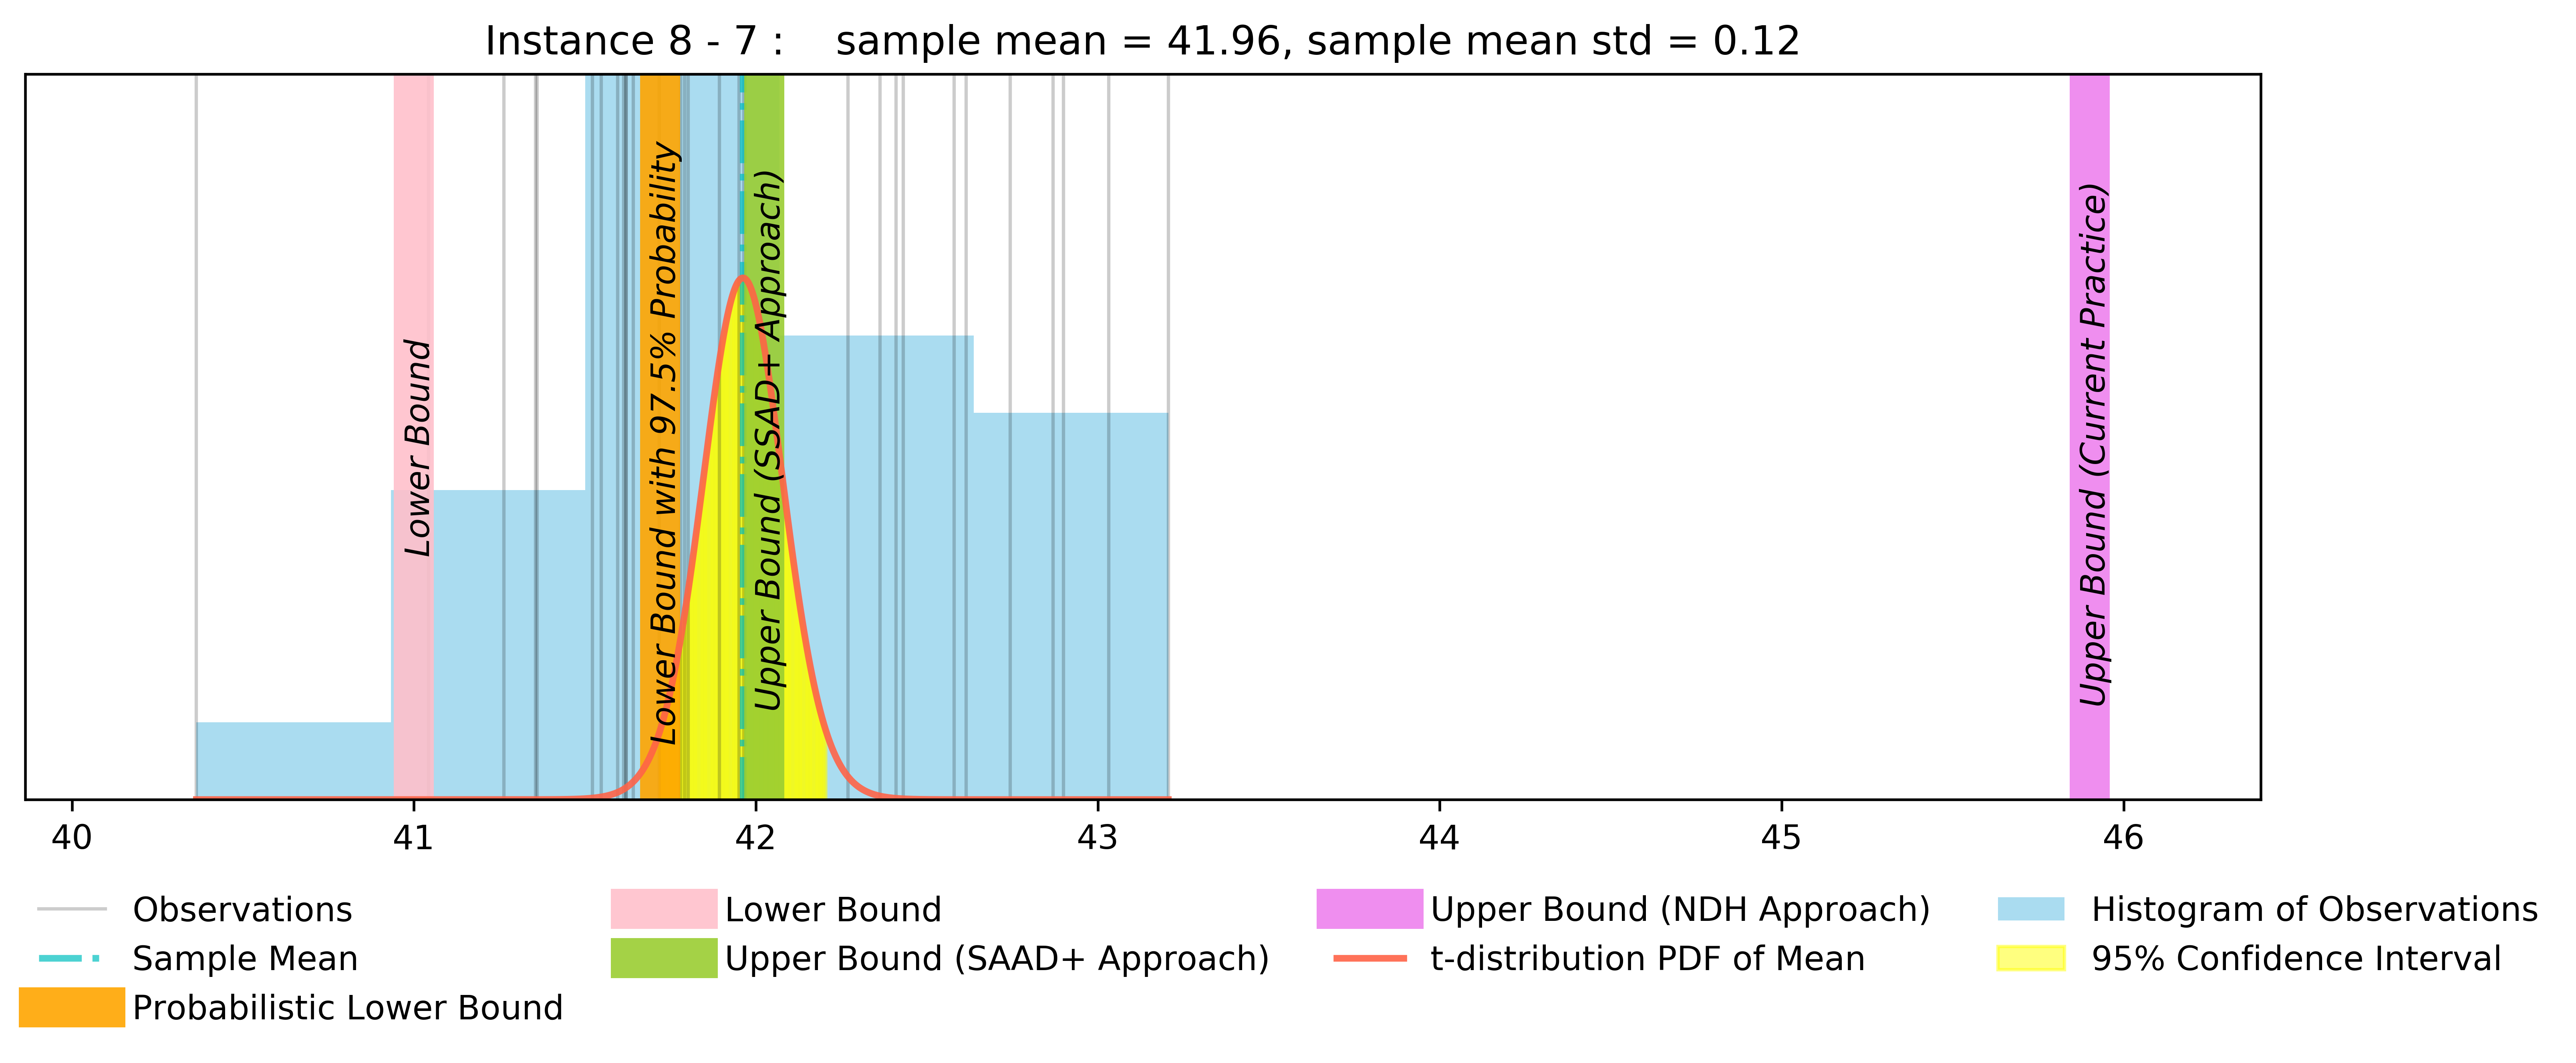 Instance 8 - 7 :    sample mean = 41.96, sample mean std = 0.12
Lower Bound
Lower Bound with 97.5% Probability
Upper Bound (SSAD+ Approach)
Upper Bound (Current Practice)
40 41 42 43 44 45 46
Observations
Sample Mean
Probabilistic Lower Bound
Lower Bound
Upper Bound (SAAD+ Approach)
Upper Bound (NDH Approach)
t-distribution PDF of Mean
Histogram of Observations
95% Confidence Interval